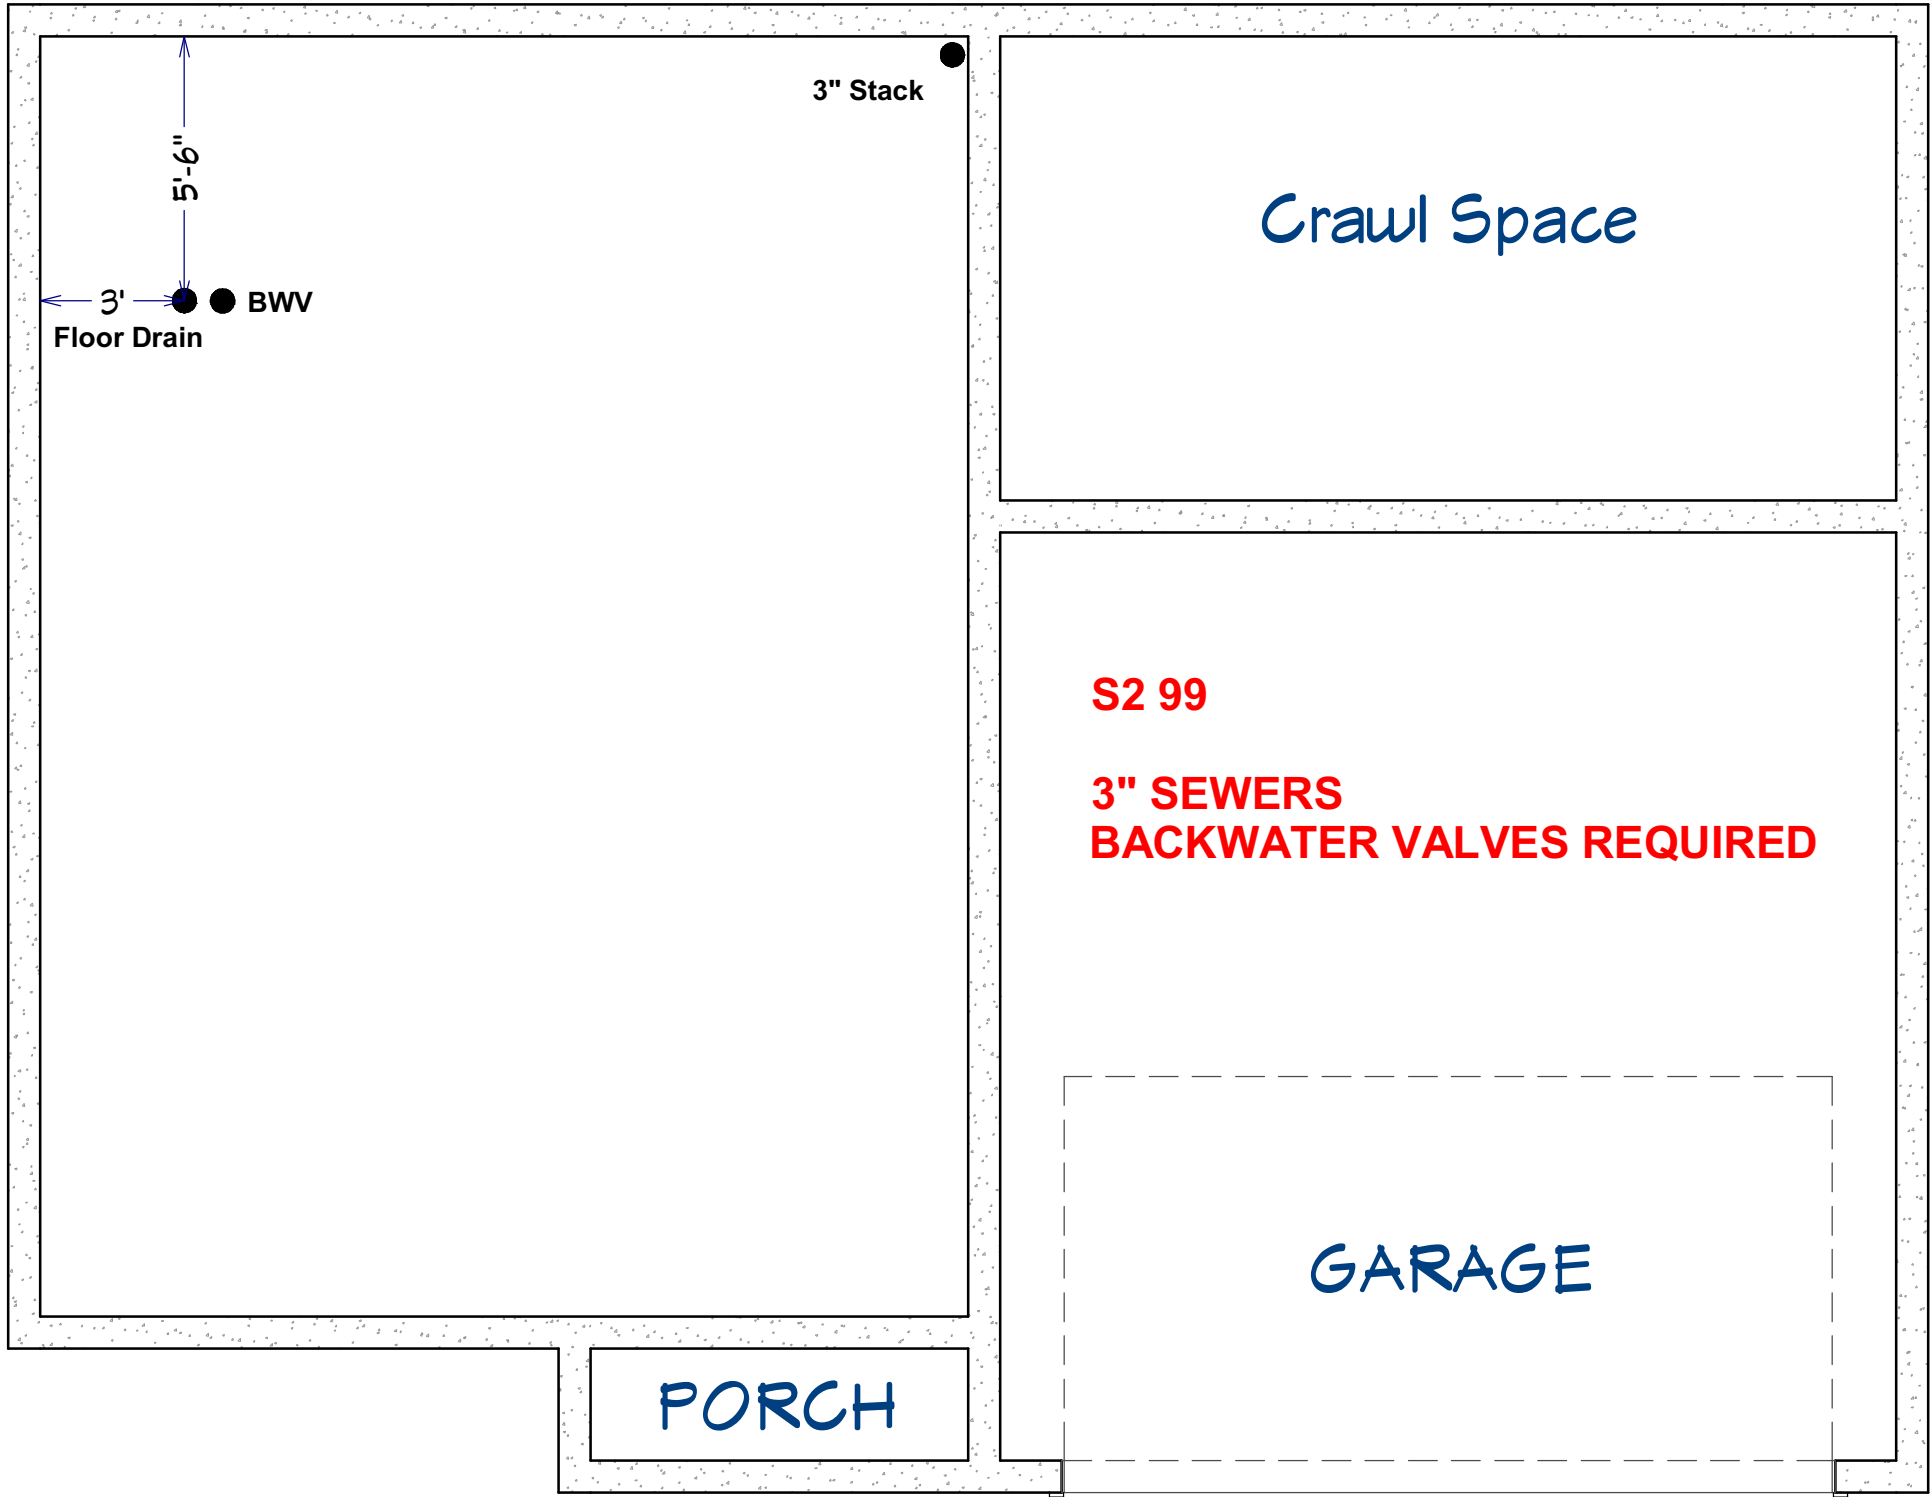 3" Stack
5'-6"
Crawl Space
3'
BWV
Floor Drain
S2 99
3" SEWERS
BACKWATER VALVES REQUIRED
GARAGE
PORCH